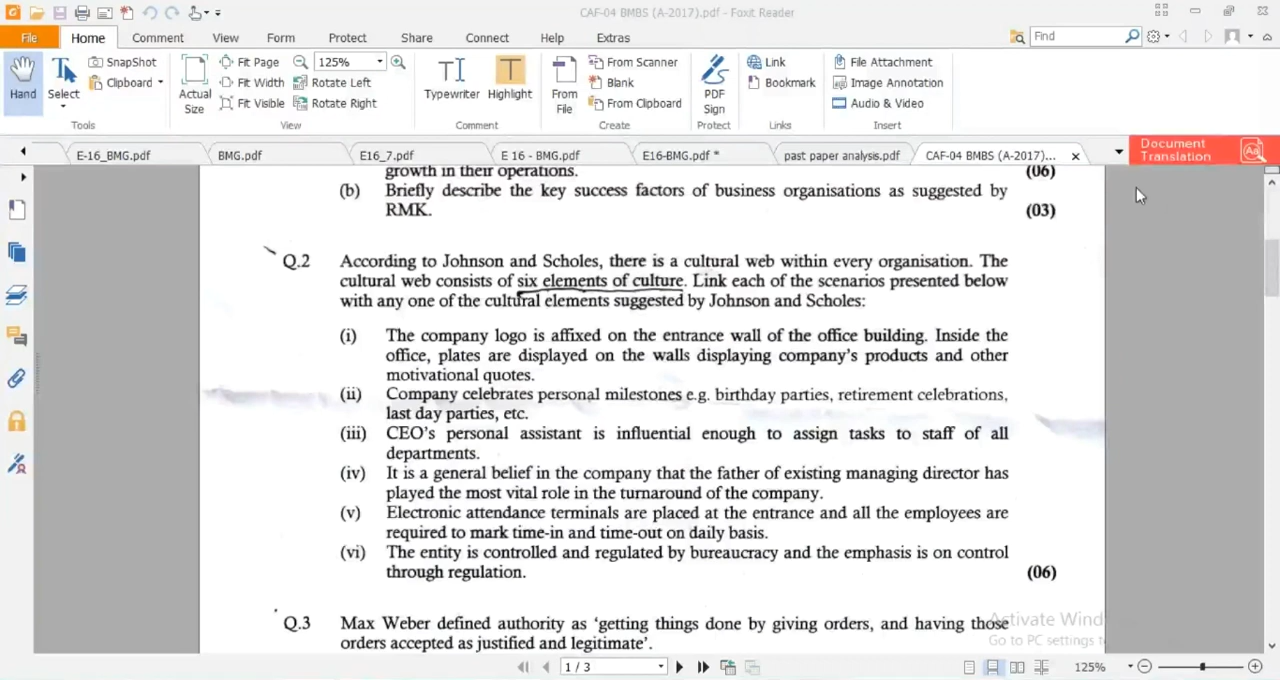 CAF-04 BMBS (A-2017).pdf - Foxit Reader
File Home Comment View Form Protect Share Connect Help Extras Find
Hand
Select
SnapShot
Clipboard
Tools
Actual Size
Fit Page
Fit Width
Fit Visible
125%
Rotate Left
Rotate Right
View
Typewriter
Highlight
Comment
From File
From Scanner
Blank
From Clipboard
Create
PDF Sign
Protect
Link
Bookmark
Links
File Attachment
Image Annotation
Audio & Video
Insert
E-16_BMG.pdf BMG.pdf E16_7.pdf E 16 - BMG.pdf E16-BMG.pdf * past paper analysis.pdf CAF-04 BMBS (A-2017)...
Document Translation
growth in their operations. (06)
(b) Briefly describe the key success factors of business organisations as suggested by
RMK. (03)
Q.2 According to Johnson and Scholes, there is a cultural web within every organisation. The
cultural web consists of six elements of culture. Link each of the scenarios presented below
with any one of the cultural elements suggested by Johnson and Scholes:
(i) The company logo is affixed on the entrance wall of the office building. Inside the
office, plates are displayed on the walls displaying company's products and other
motivational quotes.
(ii) Company celebrates personal milestones e.g. birthday parties, retirement celebrations,
last day parties, etc.
(iii) CEO's personal assistant is influential enough to assign tasks to staff of all
departments.
(iv) It is a general belief in the company that the father of existing managing director has
played the most vital role in the turnaround of the company.
(v) Electronic attendance terminals are placed at the entrance and all the employees are
required to mark time-in and time-out on daily basis.
(vi) The entity is controlled and regulated by bureaucracy and the emphasis is on control
through regulation. (06)
Q.3 Max Weber defined authority as 'getting things done by giving orders, and having those
orders accepted as justified and legitimate'.
Activate Wind
Go to PC settings t
1 / 3
125%